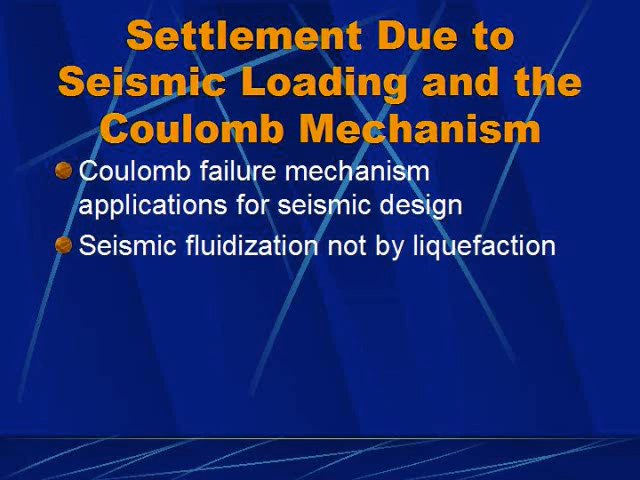 Settlement Due to
Seismic Loading and the
Coulomb Mechanism
Coulomb failure mechanism
applications for seismic design
Seismic fluidization not by liquefaction